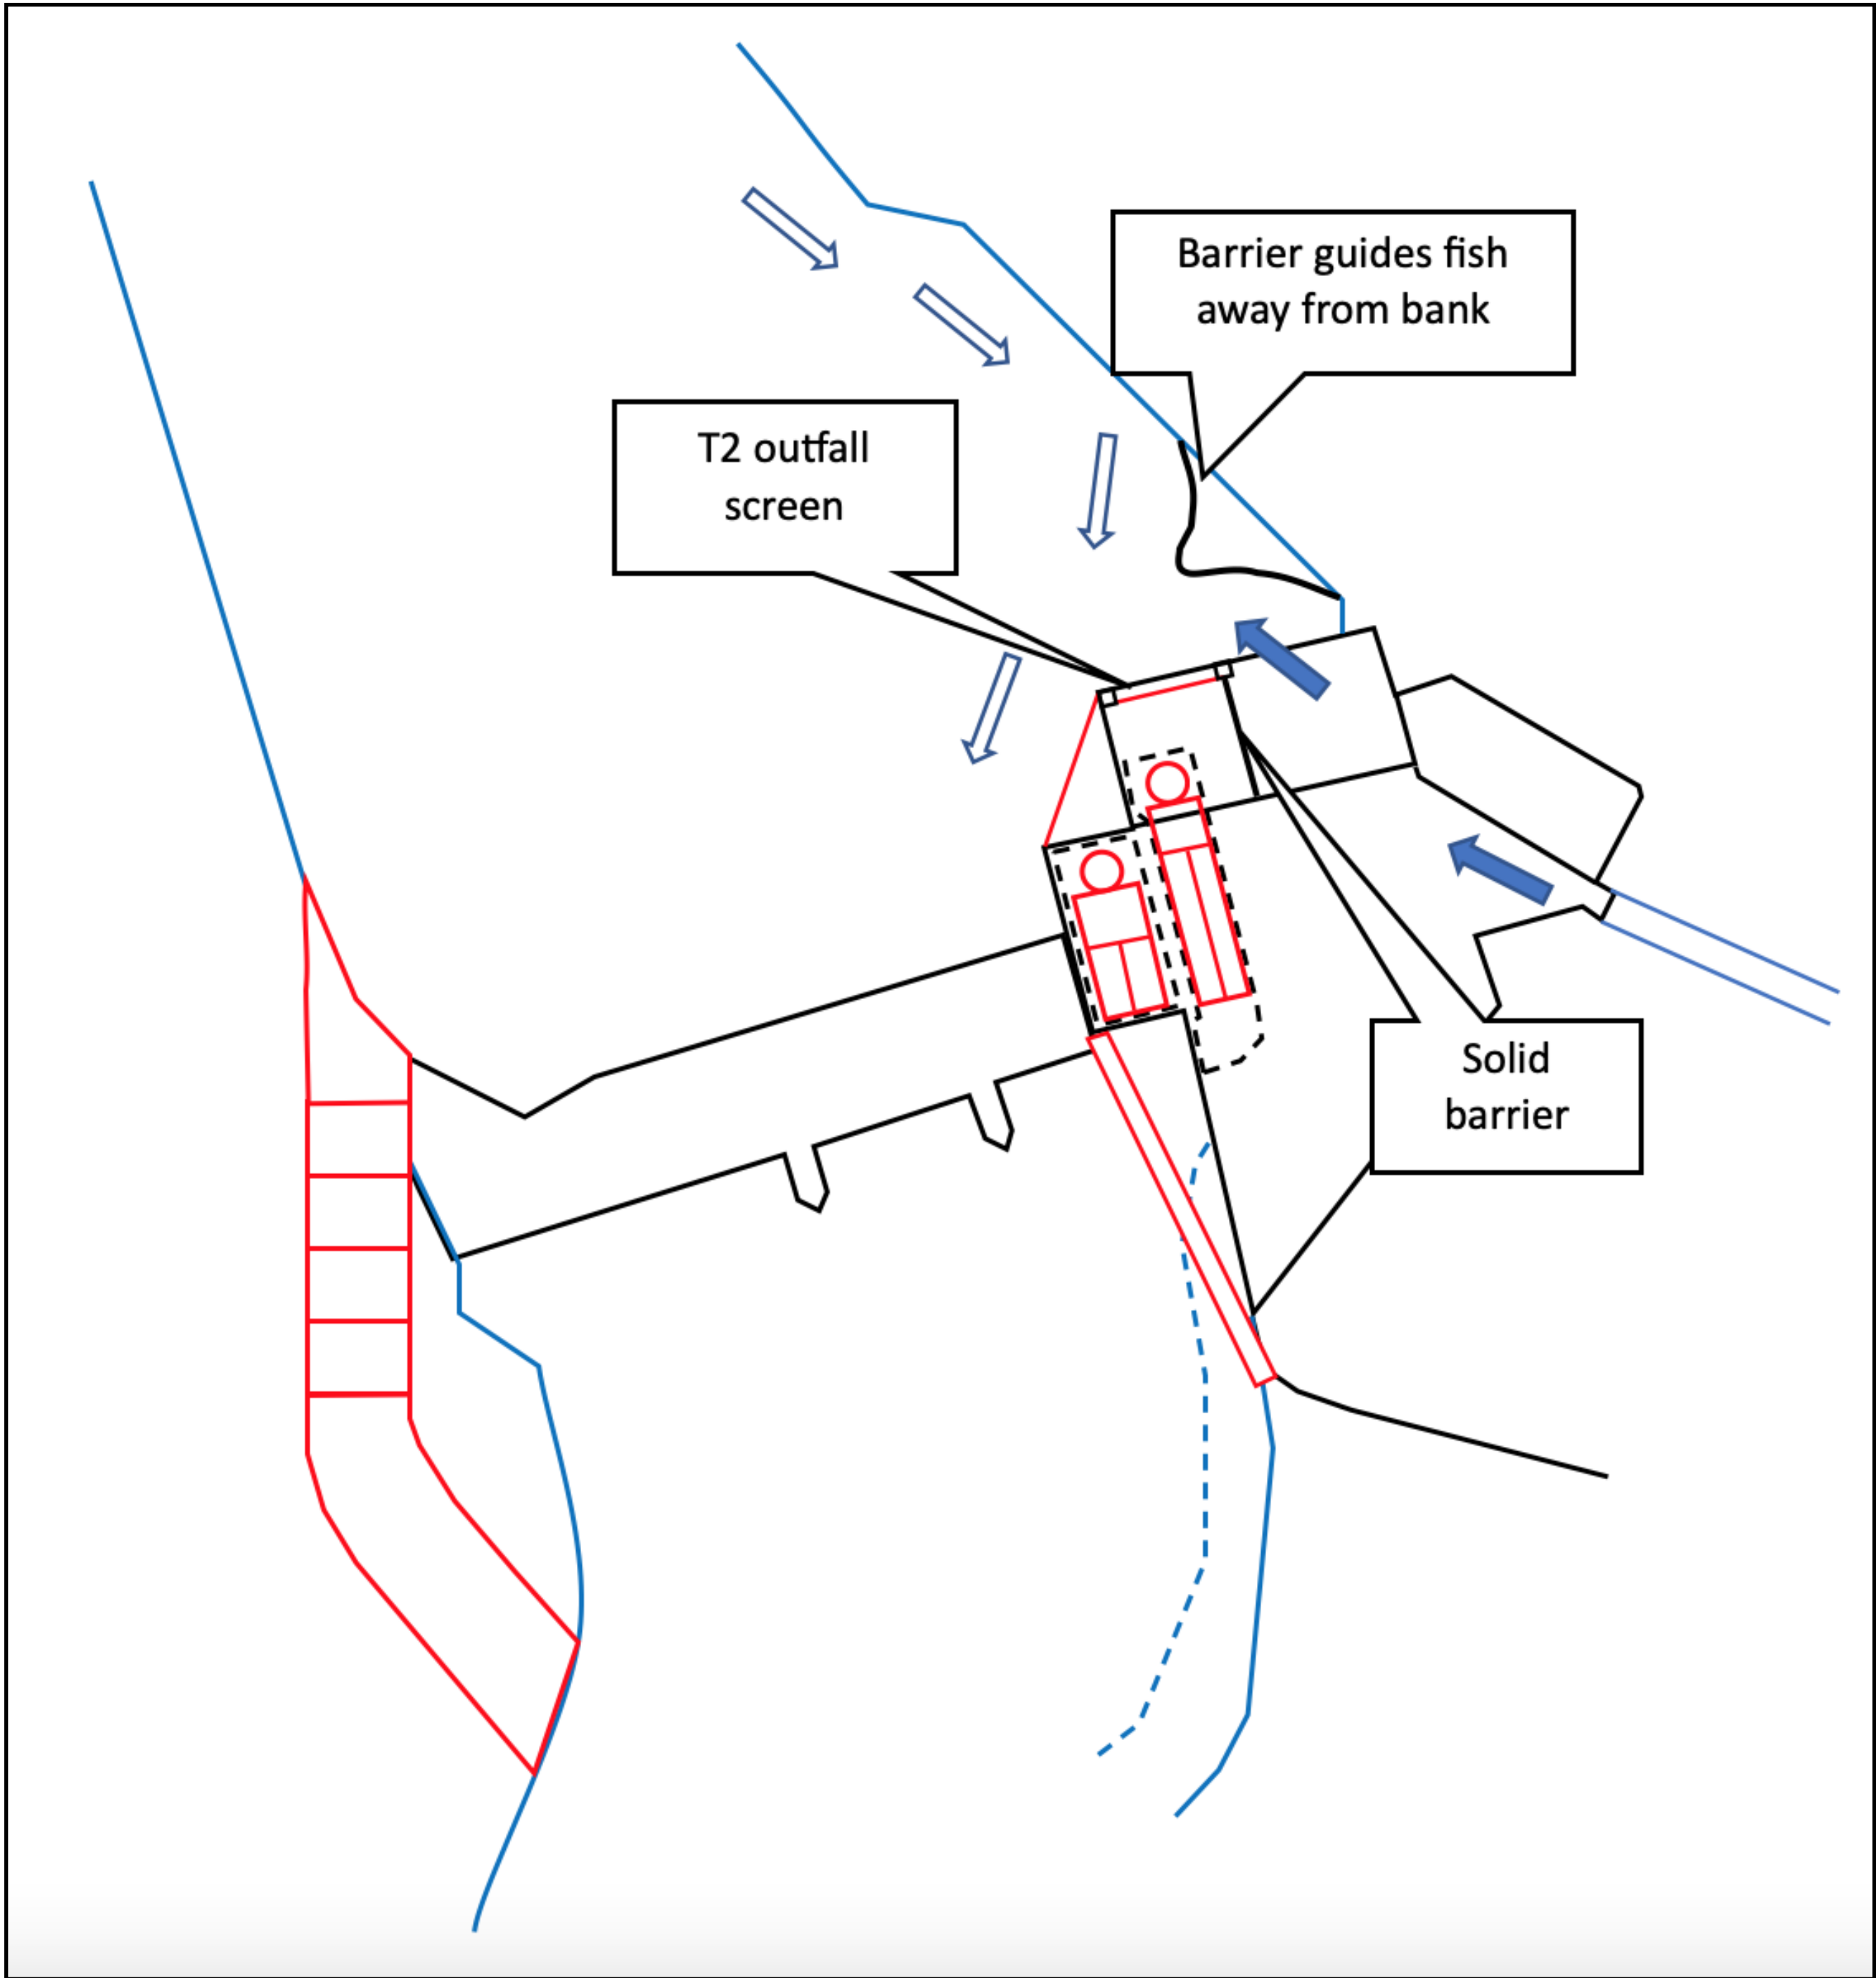 Barrier guides fish
away from bank
T2 outfall
screen
Solid
barrier